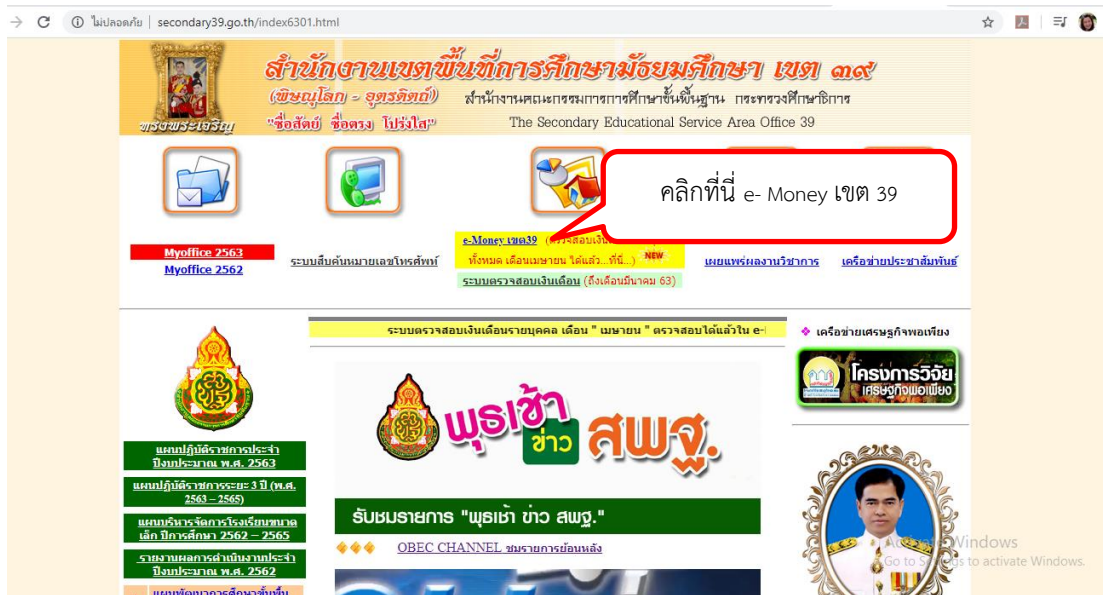 ไม่ปลอดภัย | secondary39.go.th/index6301.html
สำนักงานเขตพื้นที่การศึกษามัธยมศึกษา เขต ๓๙
(พิษณุโลก - อุตรดิตถ์) สำนักงานคณะกรรมการการศึกษาขั้นพื้นฐาน กระทรวงศึกษาธิการ
ทรงพระเจริญ "ซื่อสัตย์ ซื่อตรง โปร่งใส" The Secondary Educational Service Area Office 39
คลิกที่นี่ e- Money เขต 39
Myoffice 2563
Myoffice 2562
ระบบสืบค้นหมายเลขโทรศัพท์
e-Money เขต39 (ตรวจสอบเงิน
ทั้งหมด เดือนเมษายน ได้แล้ว...ที่นี่...) NEW
ระบบตรวจสอบเงินเดือน (ถึงเดือนมีนาคม 63)
เผยแพร่ผลงานวิชาการ
เครือข่ายประชาสัมพันธ์
ระบบตรวจสอบเงินเดือนรายบุคคล เดือน " เมษายน " ตรวจสอบได้แล้วใน e-
เครือข่ายเศรษฐกิจพอเพียง
โครงการวิจัย
เศรษฐกิจพอเพียง
พุธเช้า
ข่าว สพฐ.
แผนปฏิบัติราชการประจำ
ปีงบประมาณ พ.ศ. 2563
แผนปฏิบัติราชการระยะ 3 ปี (พ.ศ.
2563 – 2565)
แผนบริหารจัดการโรงเรียนขนาด
เล็ก ปีการศึกษา 2562 – 2565
รายงานผลการดำเนินงานประจำ
ปีงบประมาณ พ.ศ. 2562
แผนพัฒนาการศึกษาขั้นพื้น
รับชมรายการ "พุธเช้า ข่าว สพฐ."
OBEC CHANNEL ชมรายการย้อนหลัง
Activate Windows
Go to Settings to activate Windows.